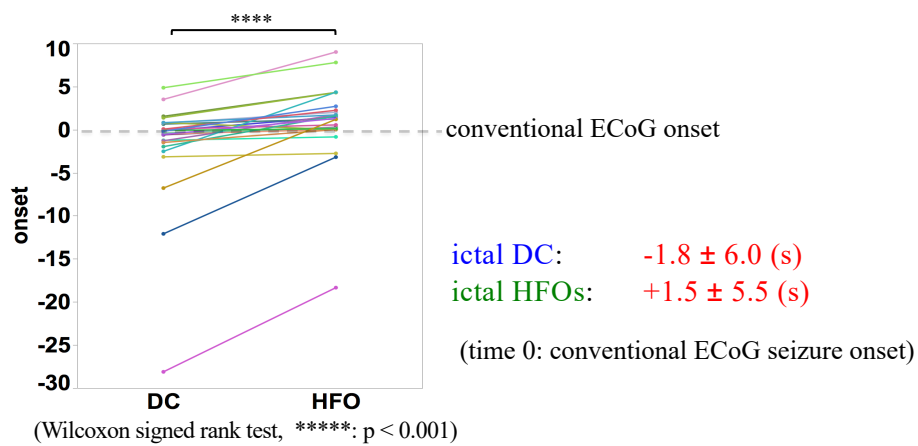 ****
10
5
0
-5
-10
-15
-20
-25
-30
onset
DC HFO
conventional ECoG onset
ictal DC: -1.8 ± 6.0 (s)
ictal HFOs: +1.5 ± 5.5 (s)
(time 0: conventional ECoG seizure onset)
(Wilcoxon signed rank test, *****: p < 0.001)